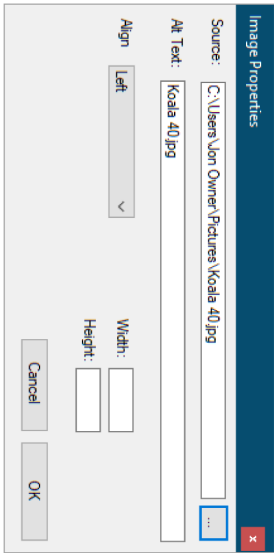 Image Properties
x
Source: C:\Users\Jon Owner\Pictures\Koala 40.jpg ...
Alt Text: Koala 40.jpg
Align Left Width:
Height:
Cancel OK